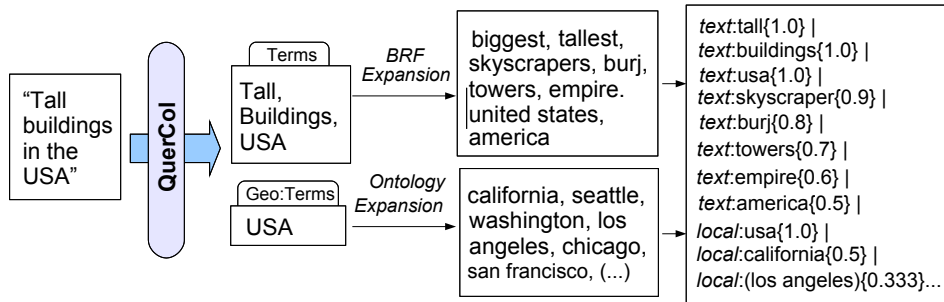 “Tall
buildings
in the
USA”
QuerCol
Terms
Tall,
Buildings,
USA
Geo:Terms
USA
BRF
Expansion
Ontology
Expansion
biggest, tallest,
skyscrapers, burj,
towers, empire.
united states,
america
california, seattle,
washington, los
angeles, chicago,
san francisco, (...)
text:tall{1.0} |
text:buildings{1.0} |
text:usa{1.0} |
text:skyscraper{0.9} |
text:burj{0.8} |
text:towers{0.7} |
text:empire{0.6} |
text:america{0.5} |
local:usa{1.0} |
local:california{0.5} |
local:(los angeles){0.333}...